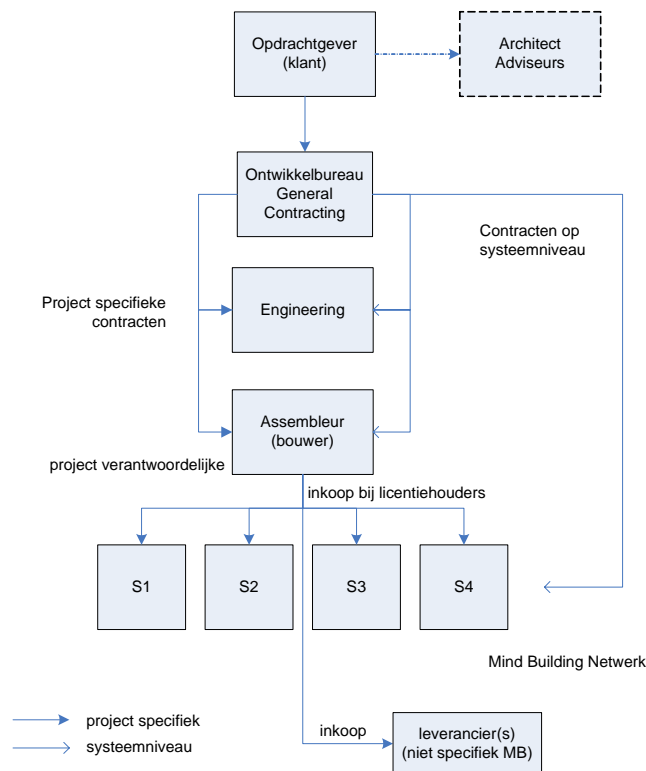 Opdrachtgever
(klant)
Architect
Adviseurs
Ontwikkelbureau
General
Contracting
Contracten op
systeemniveau
Project specifieke
contracten
Engineering
Assembleur
(bouwer)
project verantwoordelijke
inkoop bij licentiehouders
S1
S2
S3
S4
Mind Building Netwerk
project specifiek
systeemniveau
inkoop
leverancier(s)
(niet specifiek MB)